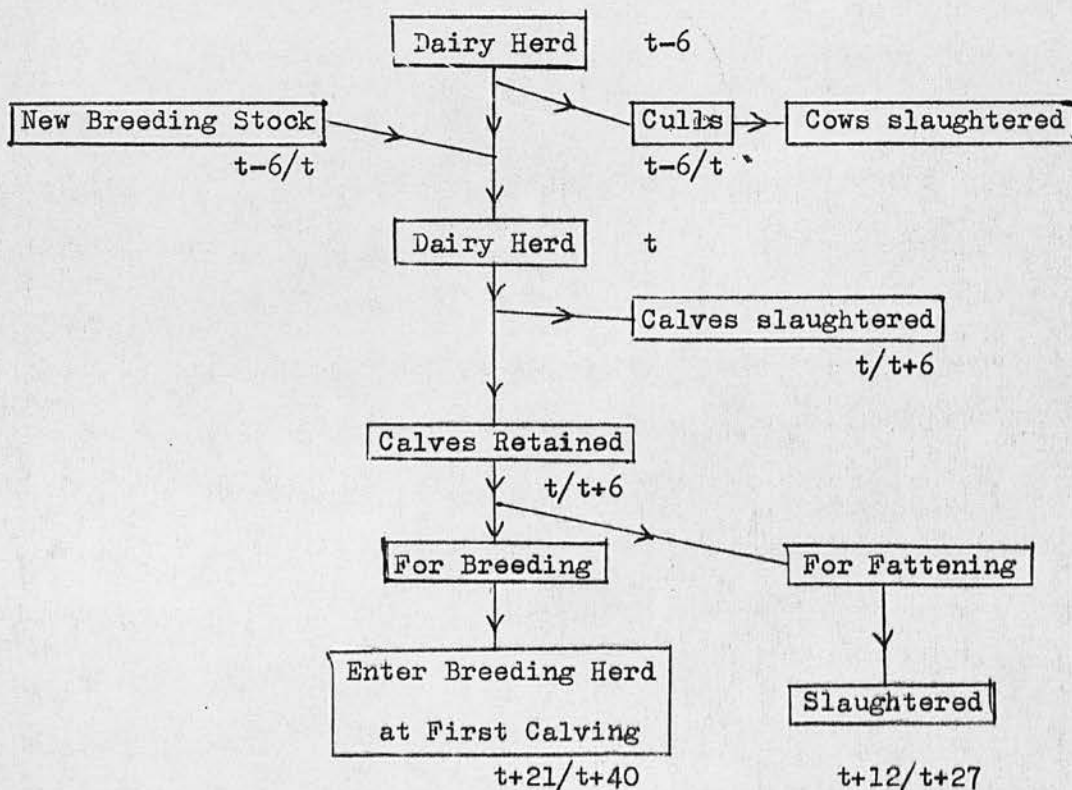 Dairy Herd t-6
New Breeding Stock Culls Cows slaughtered
t-6/t t-6/t
Dairy Herd t
Calves slaughtered
t/t+6
Calves Retained
t/t+6
For Breeding For Fattening
Enter Breeding Herd
at First Calving
Slaughtered
t+21/t+40 t+12/t+27